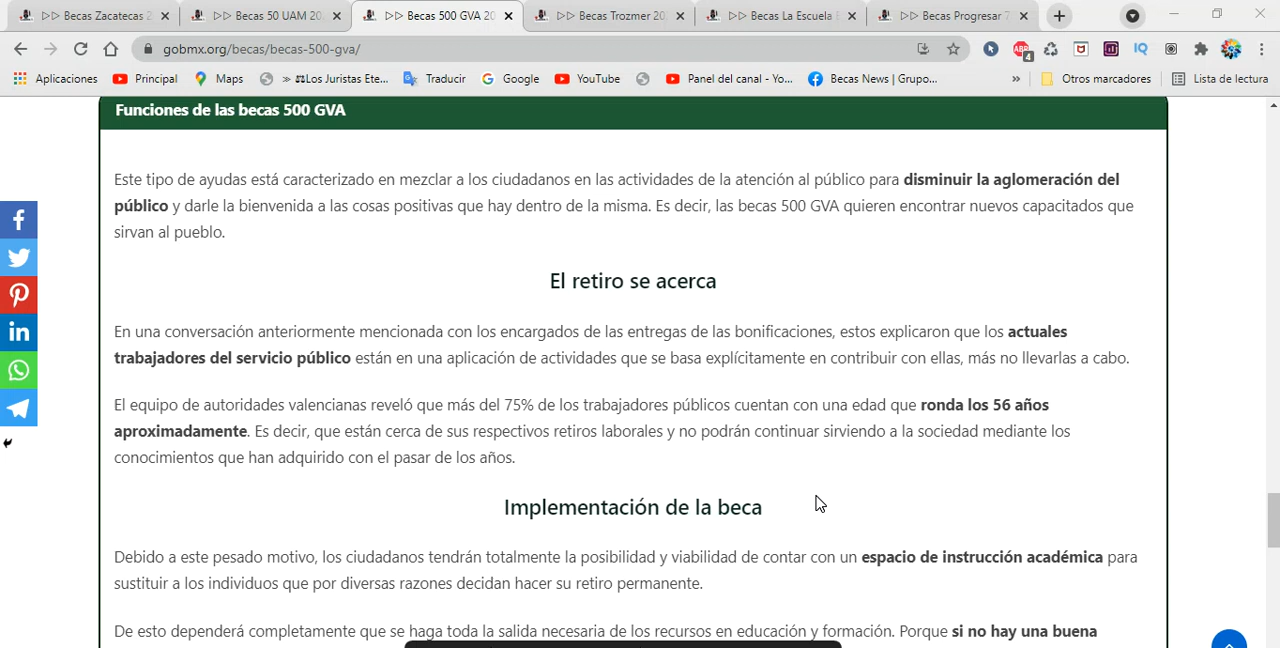 ▷▷ Becas Zacatecas 2
▷▷ Becas 50 UAM 20
▷▷ Becas 500 GVA 20
▷▷ Becas Trozmer 20
▷▷ Becas La Escuela E
▷▷ Becas Progresar 7
gobmx.org/becas/becas-500-gva/
ABP
4
IQ
Aplicaciones
Principal
Maps
» ⚖Los Juristas Ete...
Traducir
Google
YouTube
Panel del canal - Yo...
Becas News | Grupo...
»
Otros marcadores
Lista de lectura
Funciones de las becas 500 GVA
Este tipo de ayudas está caracterizado en mezclar a los ciudadanos en las actividades de la atención al público para disminuir la aglomeración del
público y darle la bienvenida a las cosas positivas que hay dentro de la misma. Es decir, las becas 500 GVA quieren encontrar nuevos capacitados que
sirvan al pueblo.
El retiro se acerca
En una conversación anteriormente mencionada con los encargados de las entregas de las bonificaciones, estos explicaron que los actuales
trabajadores del servicio público están en una aplicación de actividades que se basa explícitamente en contribuir con ellas, más no llevarlas a cabo.
El equipo de autoridades valencianas reveló que más del 75% de los trabajadores públicos cuentan con una edad que ronda los 56 años
aproximadamente. Es decir, que están cerca de sus respectivos retiros laborales y no podrán continuar sirviendo a la sociedad mediante los
conocimientos que han adquirido con el pasar de los años.
Implementación de la beca
Debido a este pesado motivo, los ciudadanos tendrán totalmente la posibilidad y viabilidad de contar con un espacio de instrucción académica para
sustituir a los individuos que por diversas razones decidan hacer su retiro permanente.
De esto dependerá completamente que se haga toda la salida necesaria de los recursos en educación y formación. Porque si no hay una buena